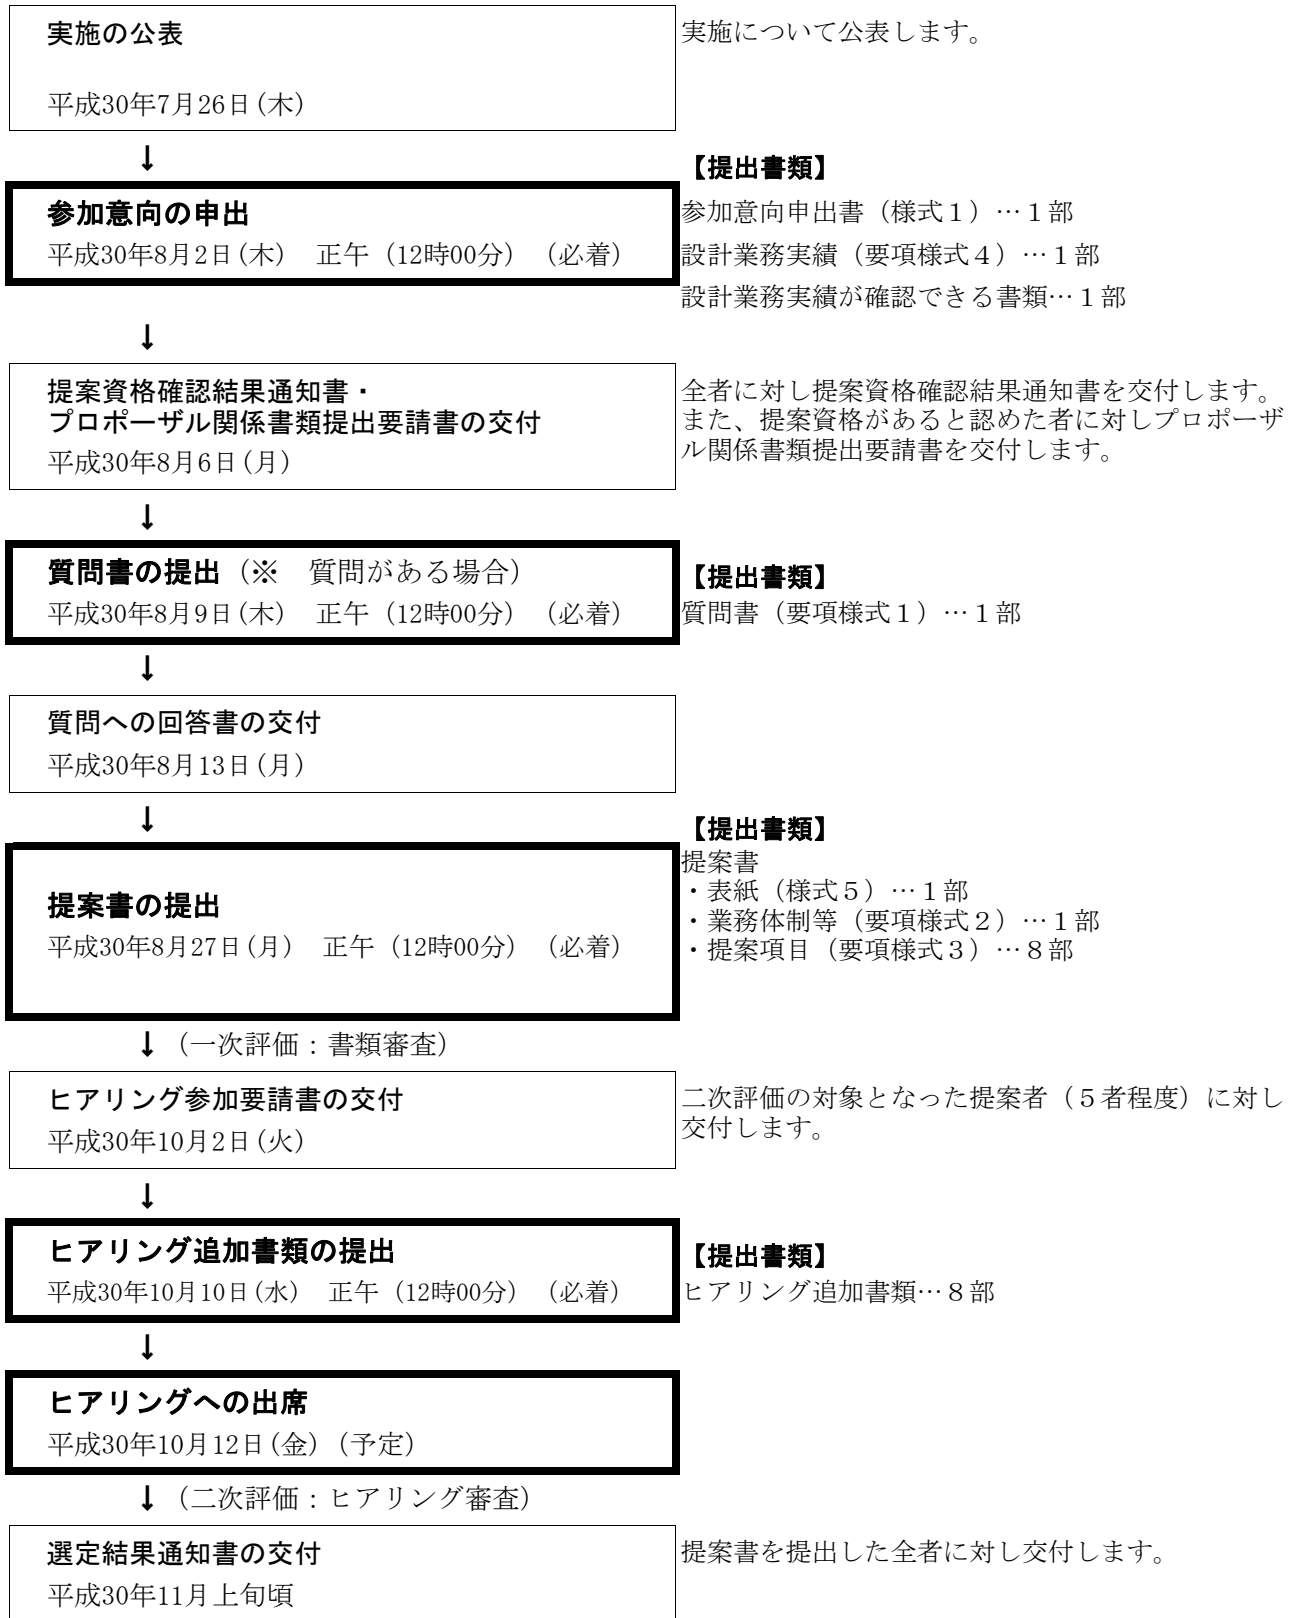 実施の公表
実施について公表します。
平成30年7月26日(木)
↓
【提出書類】
参加意向の申出
参加意向申出書（様式１）…１部
平成30年8月2日(木)　正午（12時00分）（必着）
設計業務実績（要項様式４）…１部
設計業務実績が確認できる書類…１部
↓
提案資格確認結果通知書・
プロポーザル関係書類提出要請書の交付
平成30年8月6日(月)
全者に対し提案資格確認結果通知書を交付します。
また、提案資格があると認めた者に対しプロポーザ
ル関係書類提出要請書を交付します。
↓
質問書の提出（※　質問がある場合）
平成30年8月9日(木)　正午（12時00分）（必着）
【提出書類】
質問書（要項様式１）…１部
↓
質問への回答書の交付
平成30年8月13日(月)
↓
提案書の提出
平成30年8月27日(月)　正午（12時00分）（必着）
【提出書類】
提案書
・表紙（様式５）…１部
・業務体制等（要項様式２）…１部
・提案項目（要項様式３）…８部
↓（一次評価：書類審査）
ヒアリング参加要請書の交付
平成30年10月2日(火)
二次評価の対象となった提案者（５者程度）に対し
交付します。
↓
ヒアリング追加書類の提出
平成30年10月10日(水)　正午（12時00分）（必着）
【提出書類】
ヒアリング追加書類…８部
↓
ヒアリングへの出席
平成30年10月12日(金)（予定）
↓（二次評価：ヒアリング審査）
選定結果通知書の交付
提案書を提出した全者に対し交付します。
平成30年11月上旬頃